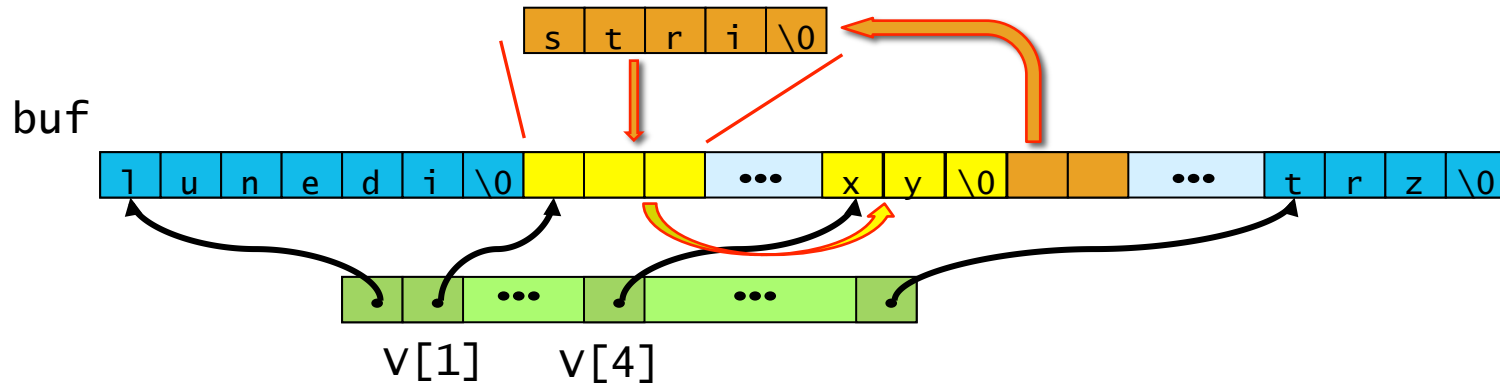 s t r i \0
buf
l u n e d i \0 ••• x y \0 ••• t r z \0
••• •••
V[1] V[4]